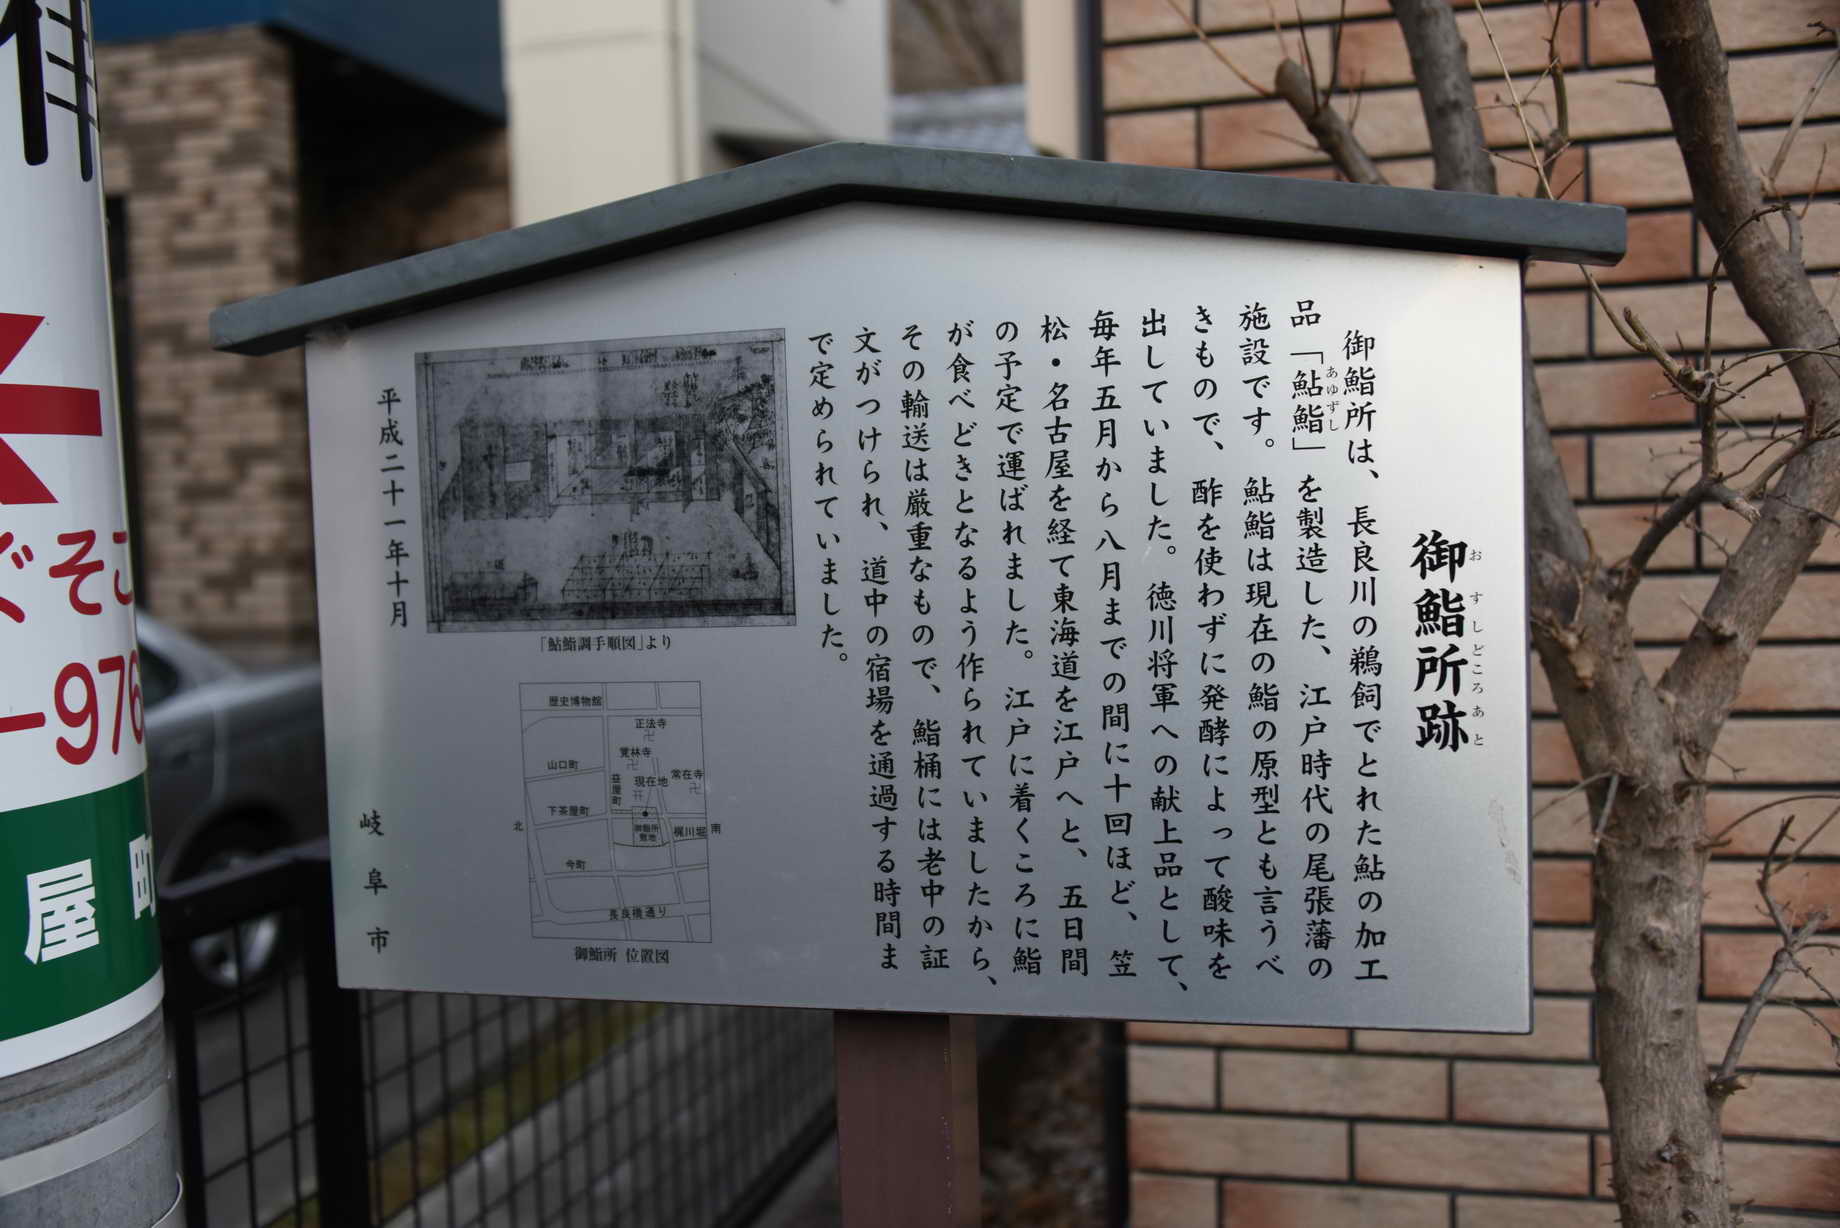 御鮨所跡
おすしどころあと
御鮨所は、長良川の鵜飼でとれた鮎の加工
品「鮎鮨」を製造した、江戸時代の尾張藩の
あゆずし
施設です。鮎鮨は現在の鮨の原型とも言うべ
きもので、酢を使わずに発酵によって酸味を
出していました。徳川将軍への献上品として、
毎年五月から八月までの間に十回ほど、笠
松・名古屋を経て東海道を江戸へと、五日間
の予定で運ばれました。江戸に着くころに鮨
が食べどきとなるよう作られていましたから、
その輸送は厳重なもので、鮨桶には老中の証
文がつけられ、道中の宿場を通過する時間ま
で定められていました。
「鮎鮨調手順図」より
歴史博物館
正法寺
覚林寺
山口町
現在地
常在寺
益屋町
下茶屋町
北
御鮨所
敷地
梶川堀
南
今町
長良橋通り
御鮨所 位置図
平成二十一年十月
岐阜市
ぐそこ
-976
屋町